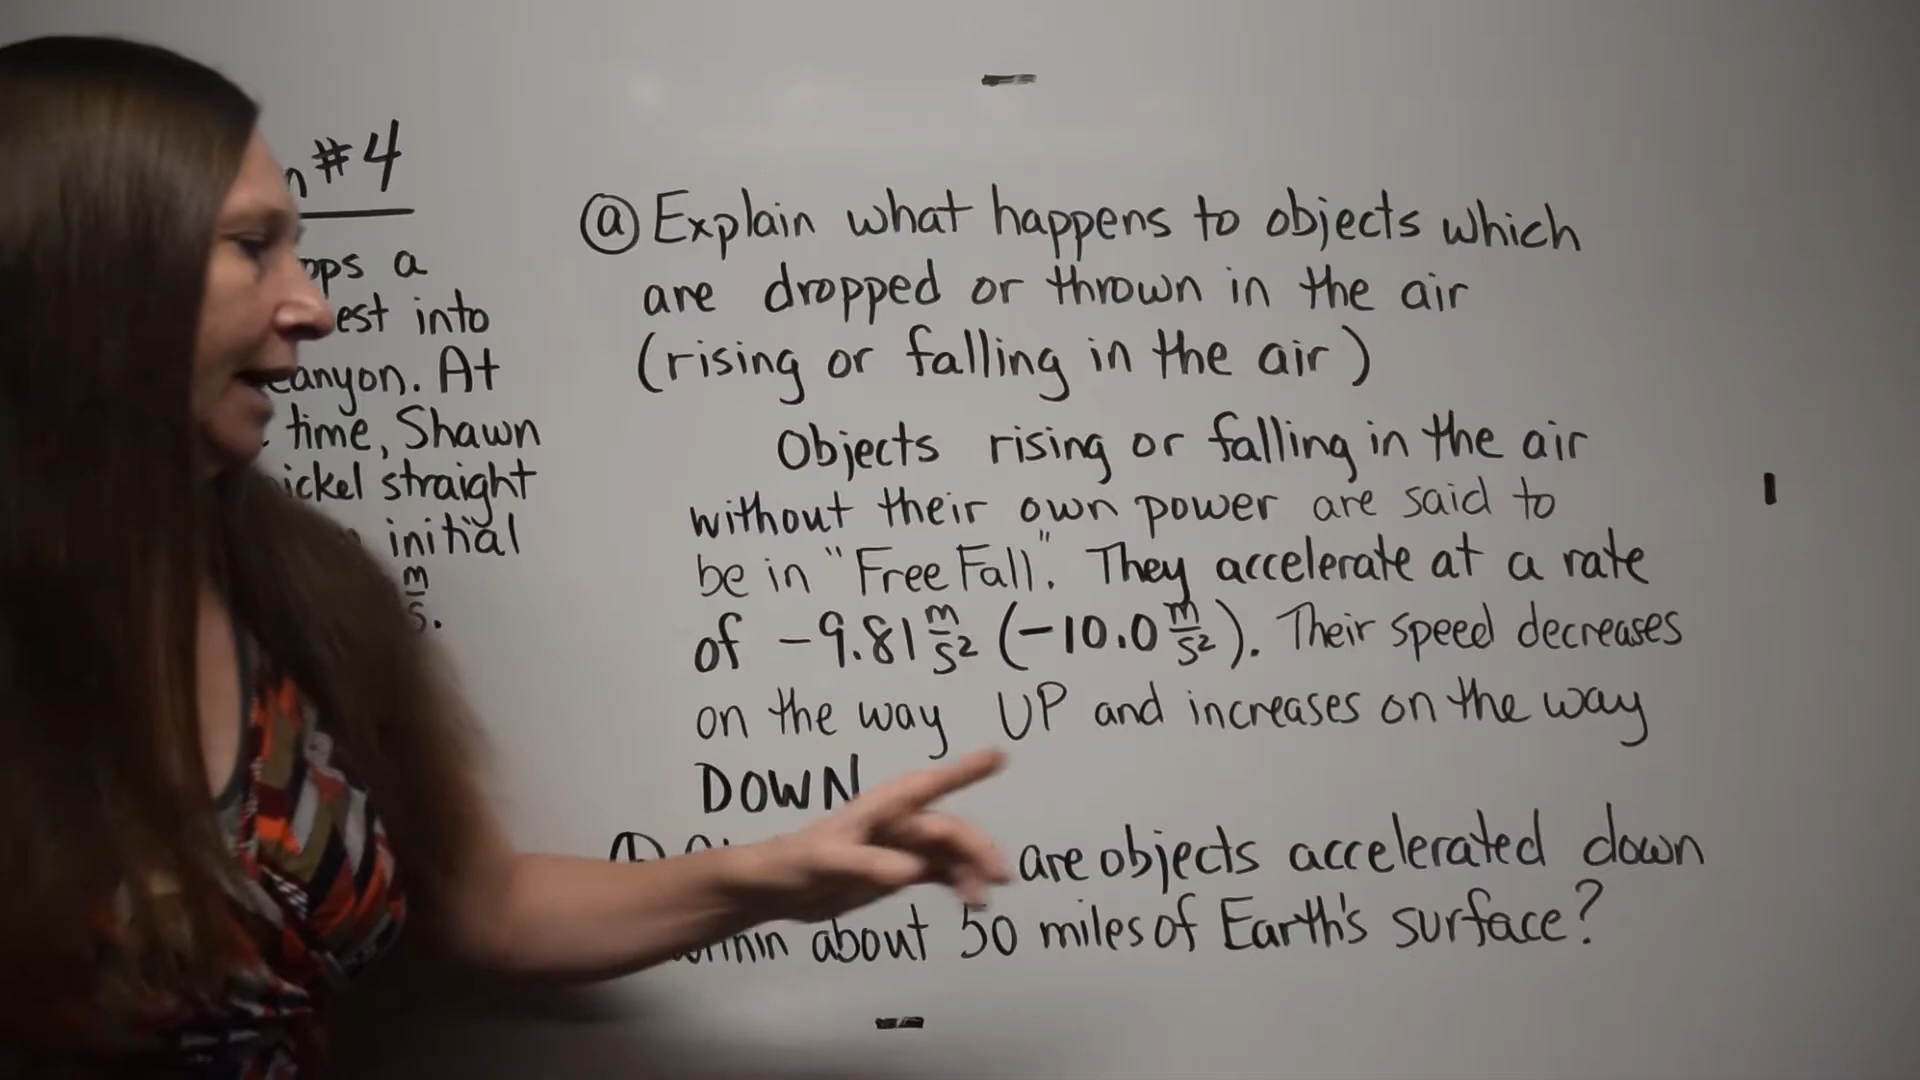 #4
a
est into
canyon. At
time, Shawn
straight
initial
m
s.
ⓐ Explain what happens to objects which
are dropped or thrown in the air
(rising or falling in the air)
Objects rising or falling in the air
without their own power are said to
be in "Free Fall". They accelerate at a rate
of -9.81 m/s² (-10.0 m/s²). Their speed decreases
on the way UP and increases on the way
DOWN
are objects accelerated down
about 50 miles of Earth's surface?